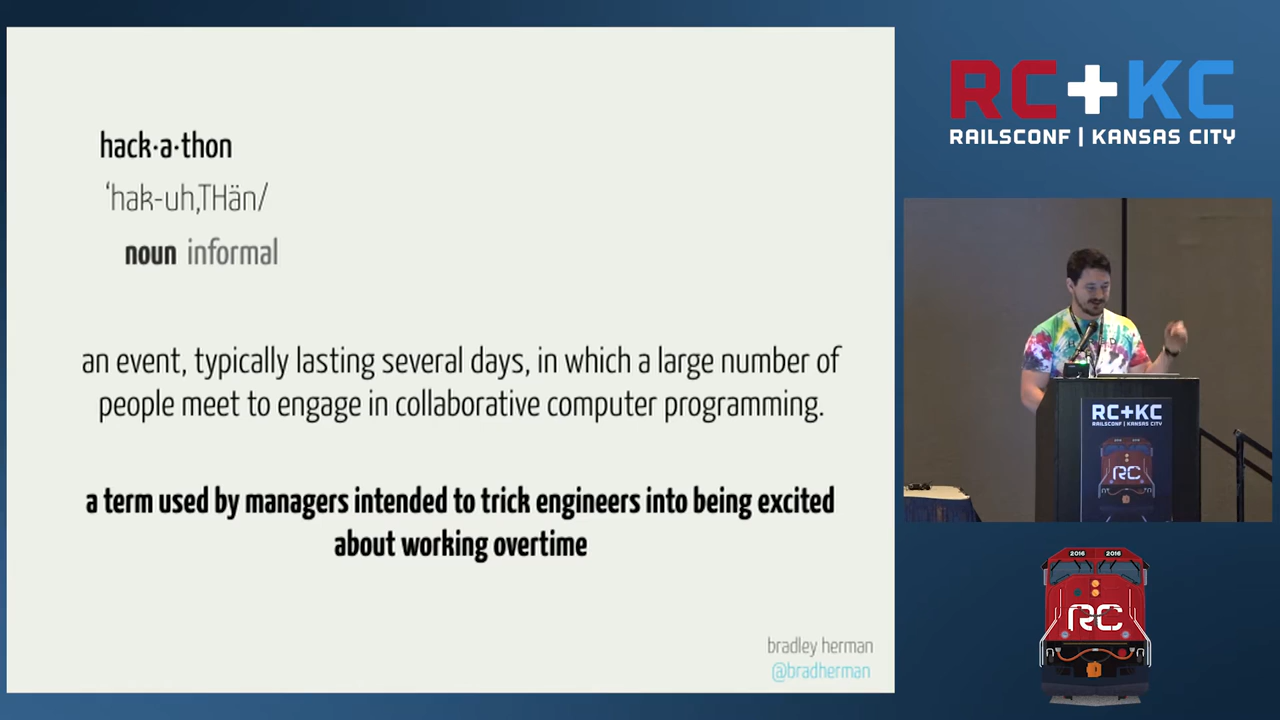 hack·a·thon
‘hak-uh,THän/
noun informal
an event, typically lasting several days, in which a large number of
people meet to engage in collaborative computer programming.
a term used by managers intended to trick engineers into being excited
about working overtime
bradley herman
@bradherman
RC+KC
RAILSCONF | KANSAS CITY
RC+KC
RAILSCONF | KANSAS CITY
RC
2016 2016
RC